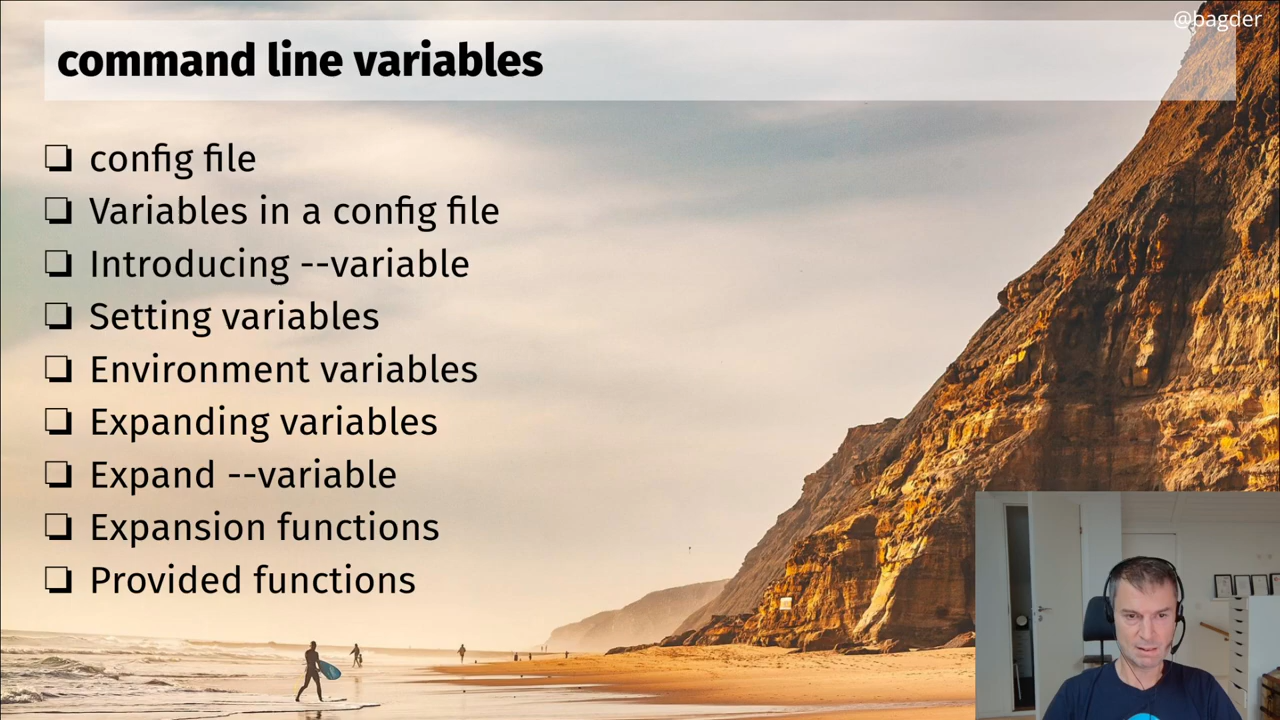 @bagder
command line variables
❏ config file
❏ Variables in a config file
❏ Introducing --variable
❏ Setting variables
❏ Environment variables
❏ Expanding variables
❏ Expand --variable
❏ Expansion functions
❏ Provided functions